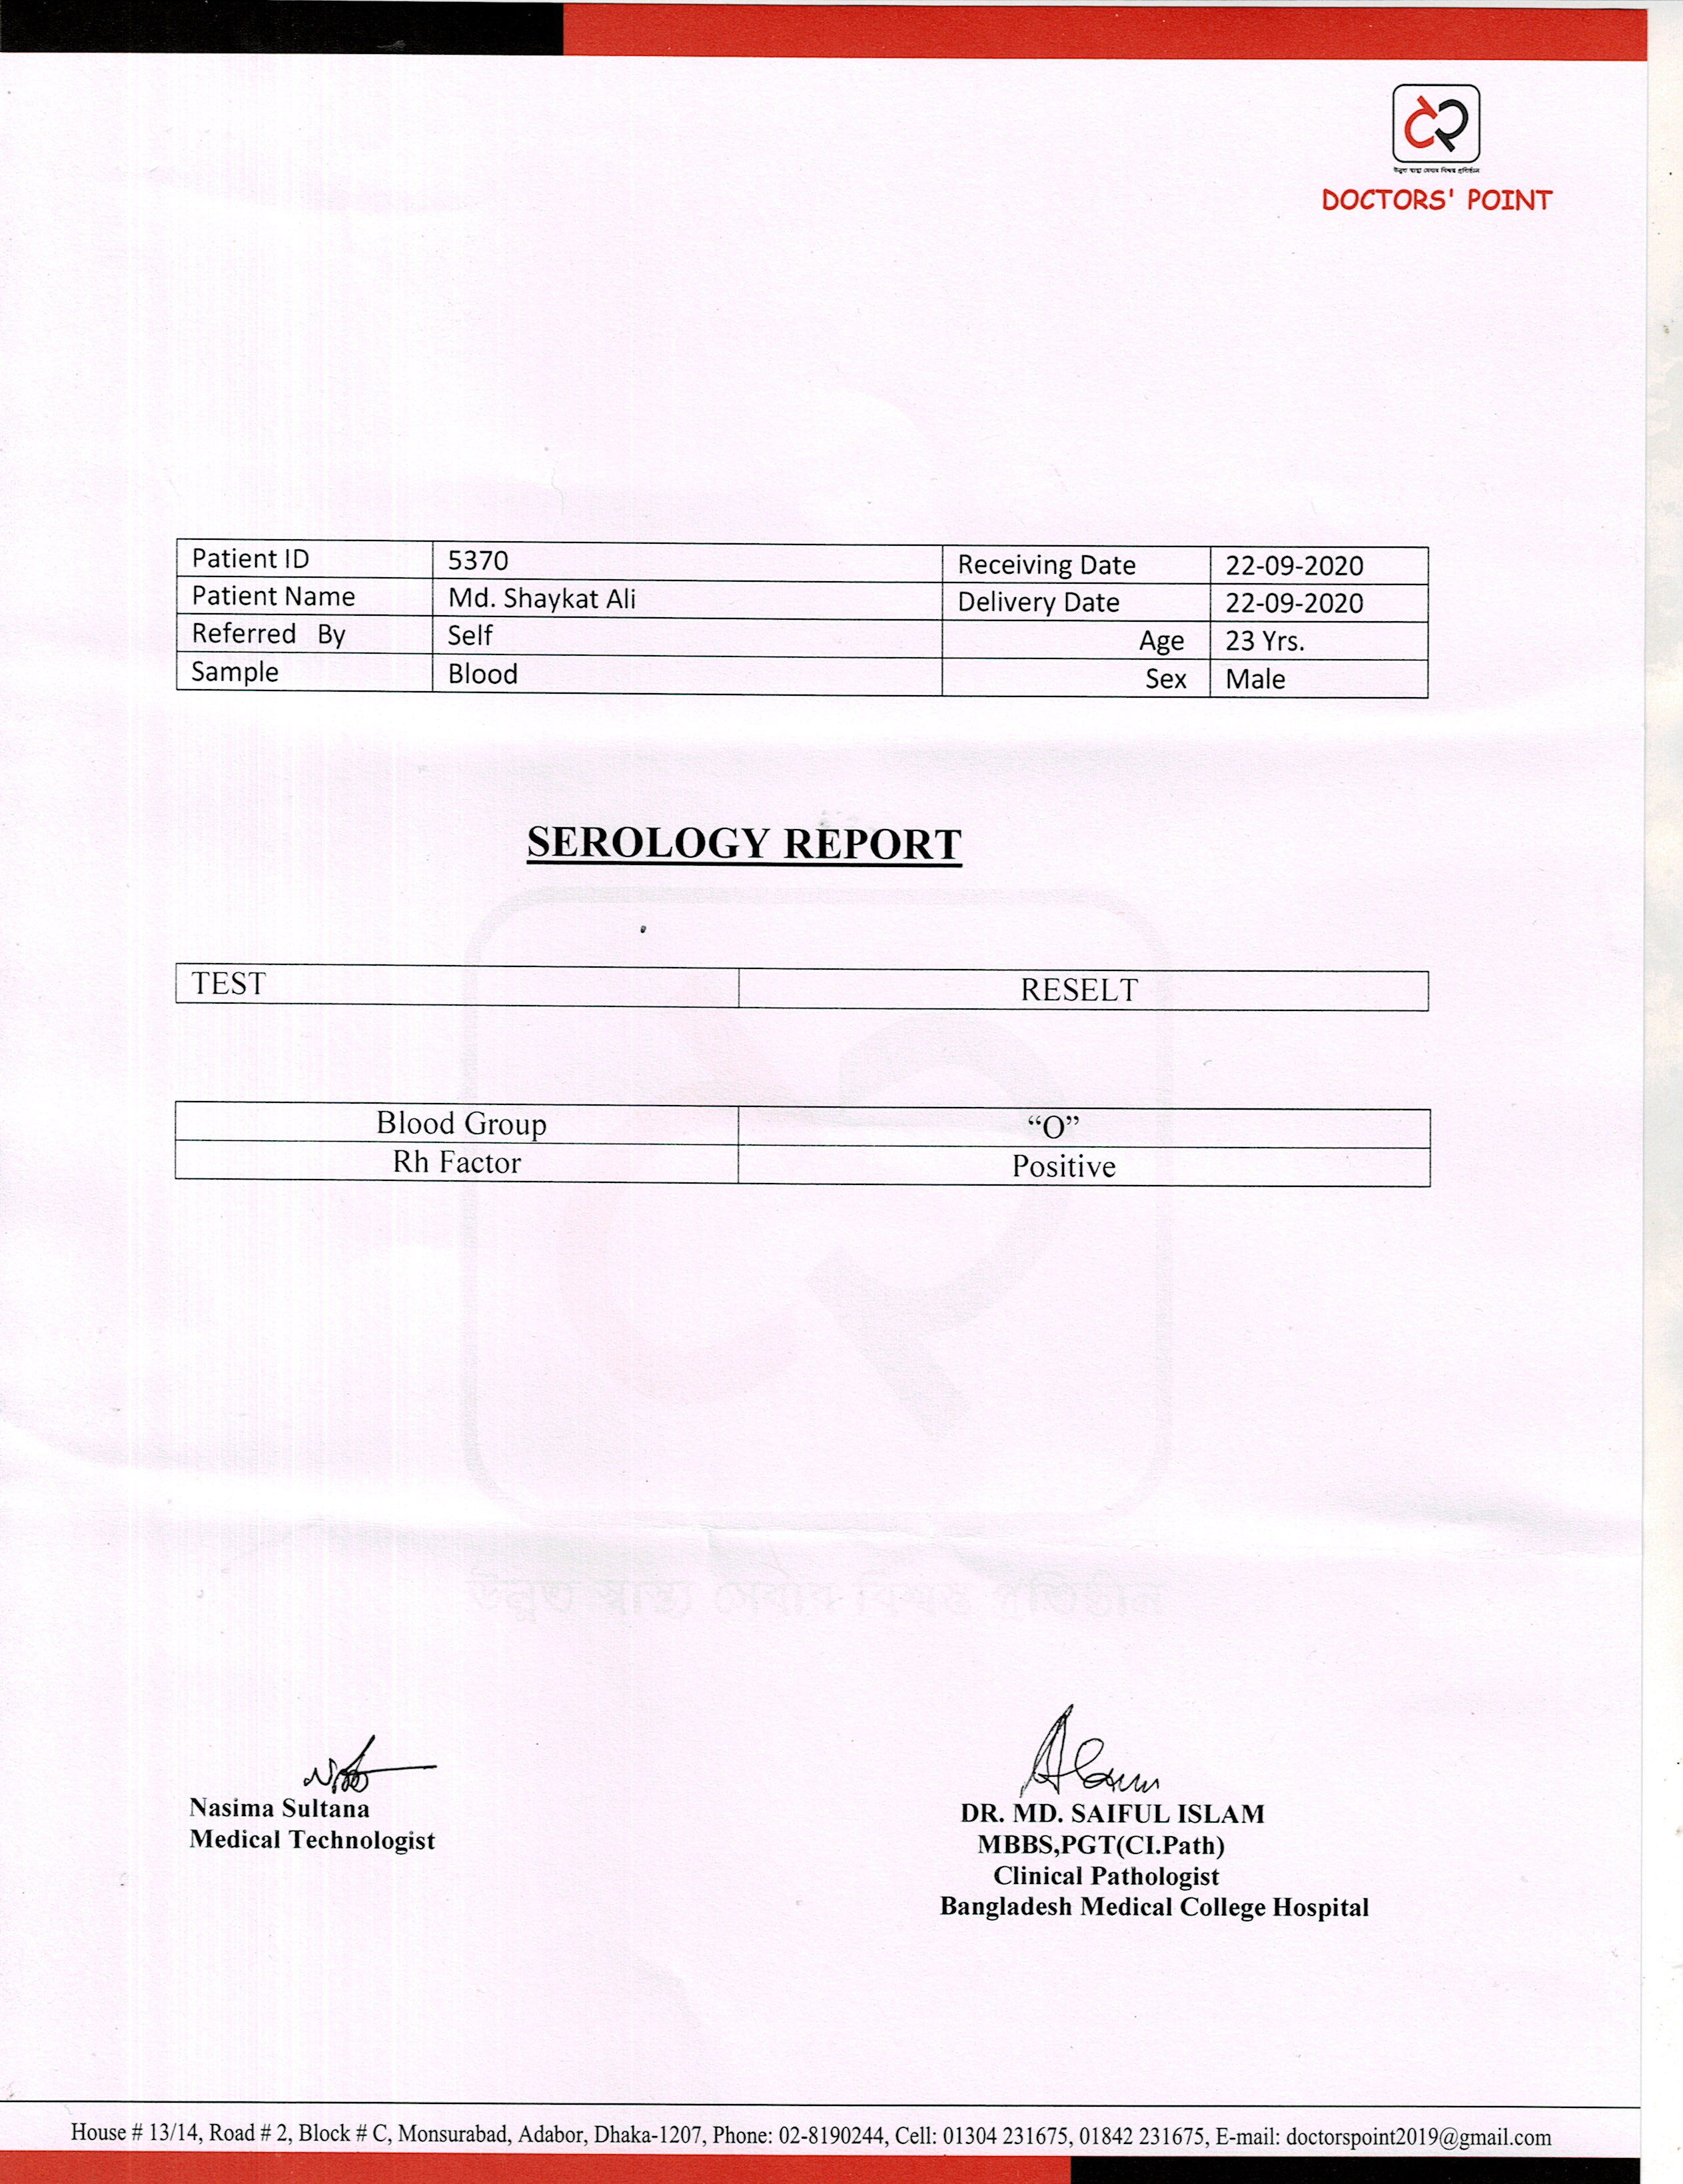 উন্নত স্বাস্থ্য সেবায় বিশ্বস্ত প্রতিষ্ঠান
DOCTORS' POINT
Patient ID 5370 Receiving Date 22-09-2020
Patient Name Md. Shaykat Ali Delivery Date 22-09-2020
Referred By Self Age 23 Yrs.
Sample Blood Sex Male
SEROLOGY REPORT
TEST RESELT
Blood Group “O”
Rh Factor Positive
উন্নত স্বাস্থ্য সেবায় বিশ্বস্ত প্রতিষ্ঠান
Nasima Sultana
Medical Technologist
DR. MD. SAIFUL ISLAM
MBBS,PGT(CI.Path)
Clinical Pathologist
Bangladesh Medical College Hospital
House # 13/14, Road # 2, Block # C, Monsurabad, Adabor, Dhaka-1207, Phone: 02-8190244, Cell: 01304 231675, 01842 231675, E-mail: doctorspoint2019@gmail.com